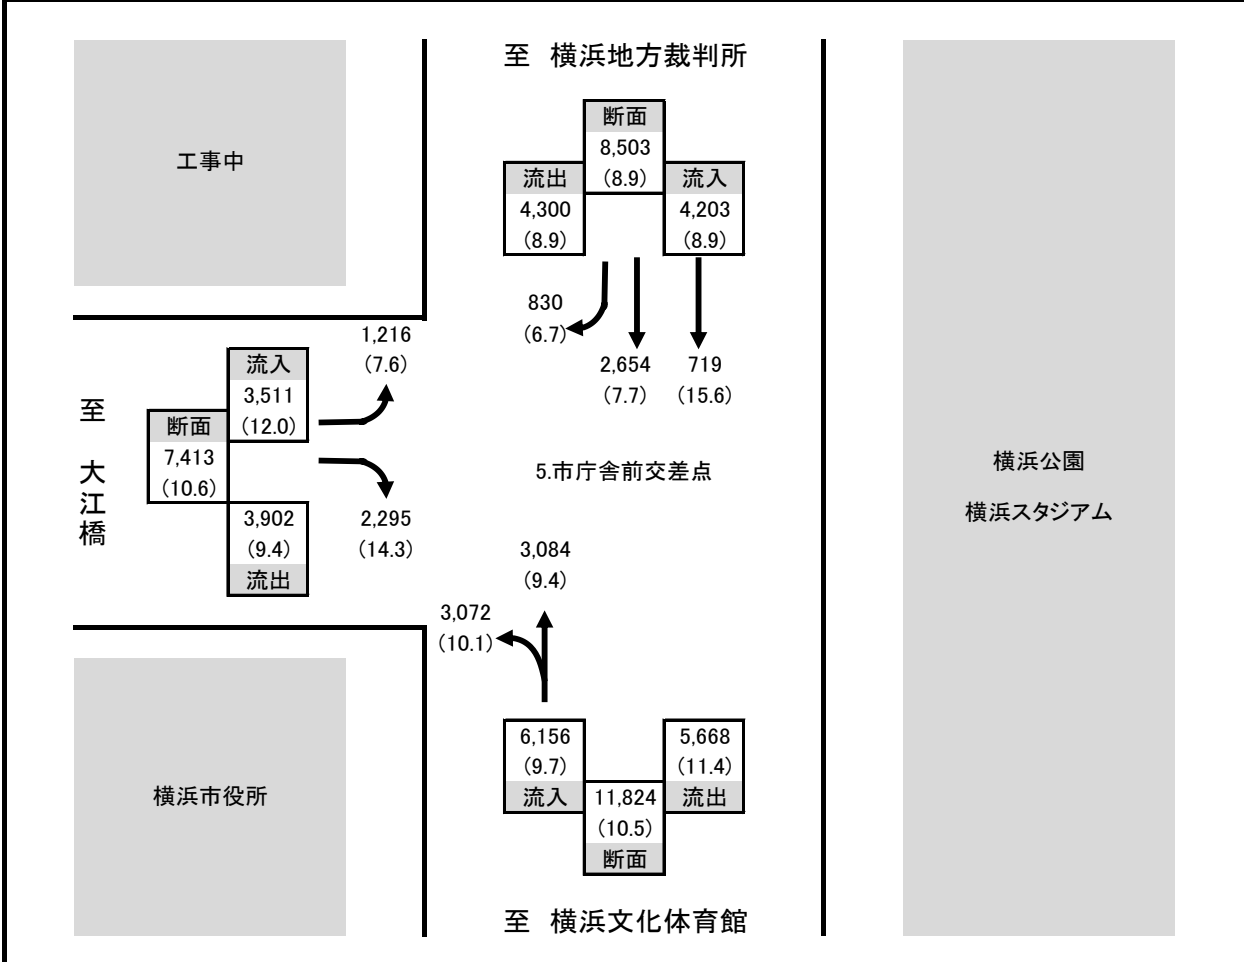 至 横浜地方裁判所
工事中
断面
8,503
(8.9)
流出
4,300
(8.9)
流入
4,203
(8.9)
830
(6.7)
2,654
(7.7)
719
(15.6)
1,216
(7.6)
流入
3,511
(12.0)
至 大江橋
断面
7,413
(10.6)
3,902
(9.4)
流出
2,295
(14.3)
5.市庁舎前交差点
横浜公園
横浜スタジアム
3,084
(9.4)
3,072
(10.1)
横浜市役所
6,156
(9.7)
流入
11,824
(10.5)
断面
5,668
(11.4)
流出
至 横浜文化体育館